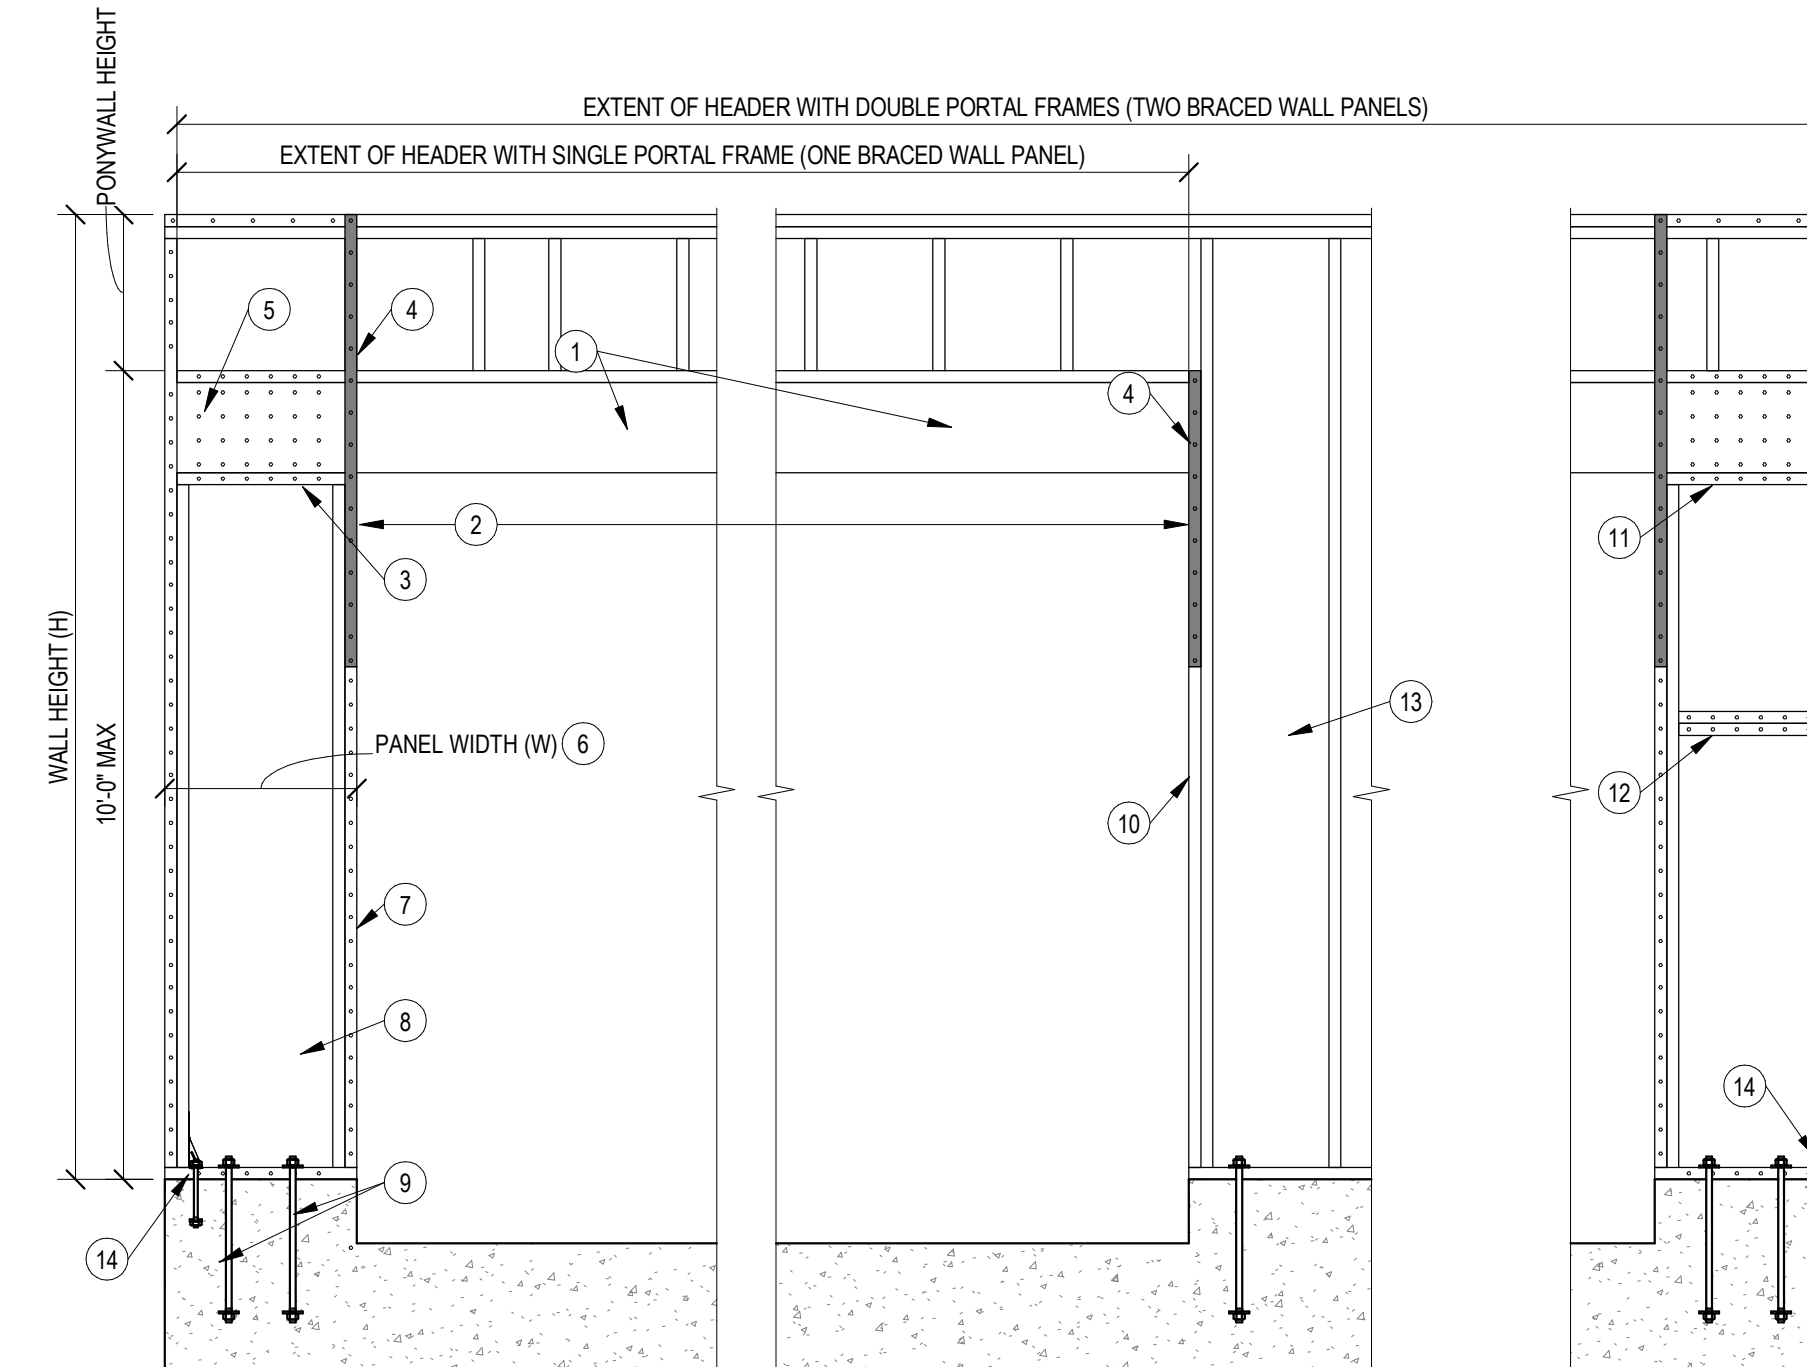 PONYWALL HEIGHT
EXTENT OF HEADER WITH DOUBLE PORTAL FRAMES (TWO BRACED WALL PANELS)
EXTENT OF HEADER WITH SINGLE PORTAL FRAME (ONE BRACED WALL PANEL)
5
4
1
4
2
11
3
WALL HEIGHT (H)
10'-0" MAX
13
PANEL WIDTH (W) 6
12
10
7
8
14
9
14